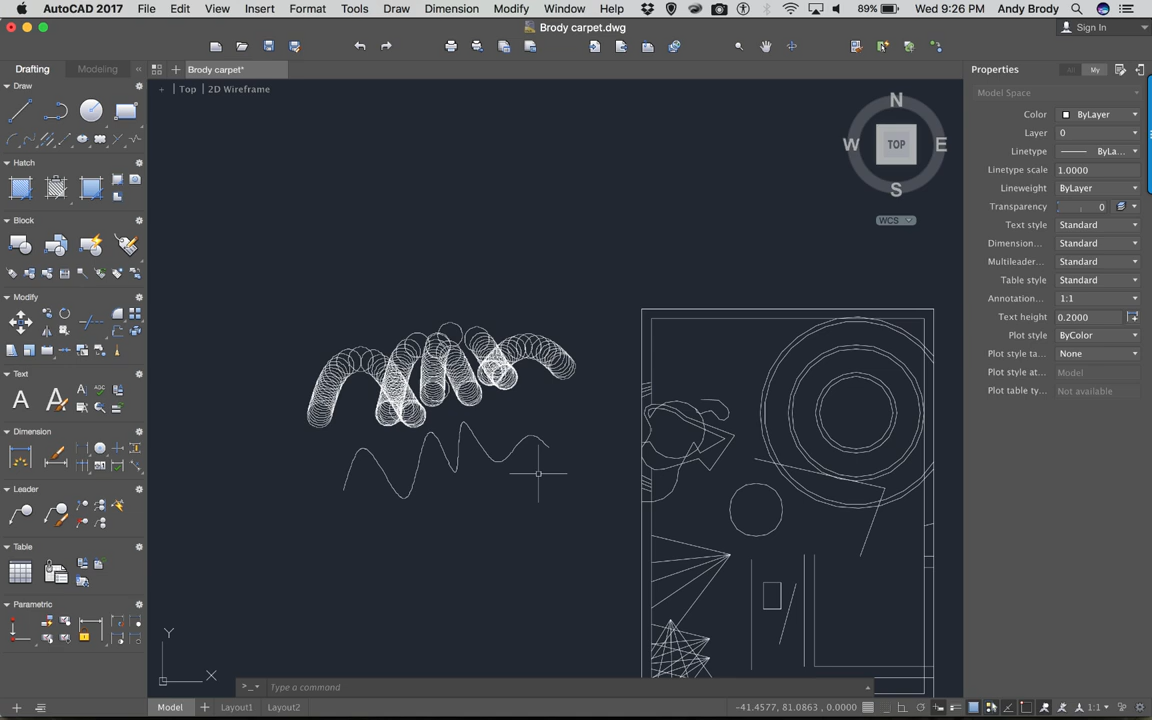 AutoCAD 2017 File Edit View Insert Format Tools Draw Dimension Modify Window Help 89% Wed 9:26 PM Andy Brody
Brody carpet.dwg
Sign In
Drafting Modeling
Brody carpet*
Properties
All My
Draw
+ Top 2D Wireframe
Model Space
N
W TOP E
S
WCS
Color ByLayer
Layer 0
Linetype ByLa...
Linetype scale 1.0000
Lineweight ByLayer
Transparency 0
Text style Standard
Dimension... Standard
Multileader... Standard
Table style Standard
Annotation... 1:1
Text height 0.2000
Plot style ByColor
Plot style ta... None
Plot style at... Model
Plot table ty... Not available
Hatch
Block
Modify
Text
A A
Dimension
Leader
Table
Parametric
Y
X
>_ Type a command
Model Layout1 Layout2 -41.4577, 81.0863, 0.0000 1:1